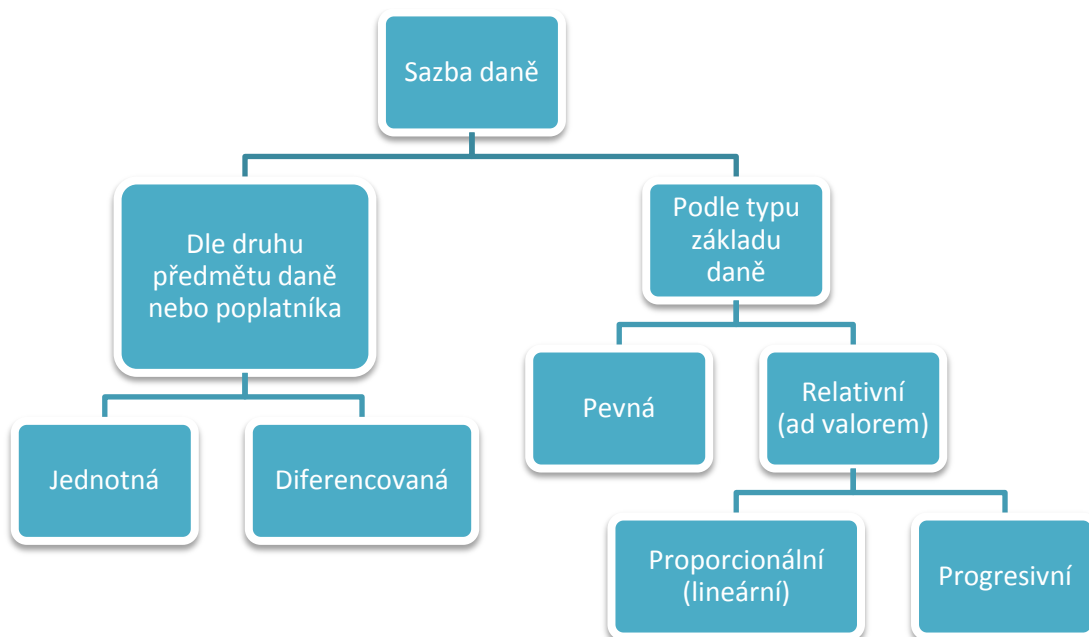 Sazba daně
Dle druhu
předmětu daně
nebo poplatníka
Podle typu
základu
daně
Jednotná
Diferencovaná
Pevná
Relativní
(ad valorem)
Proporcionální
(lineární)
Progresivní